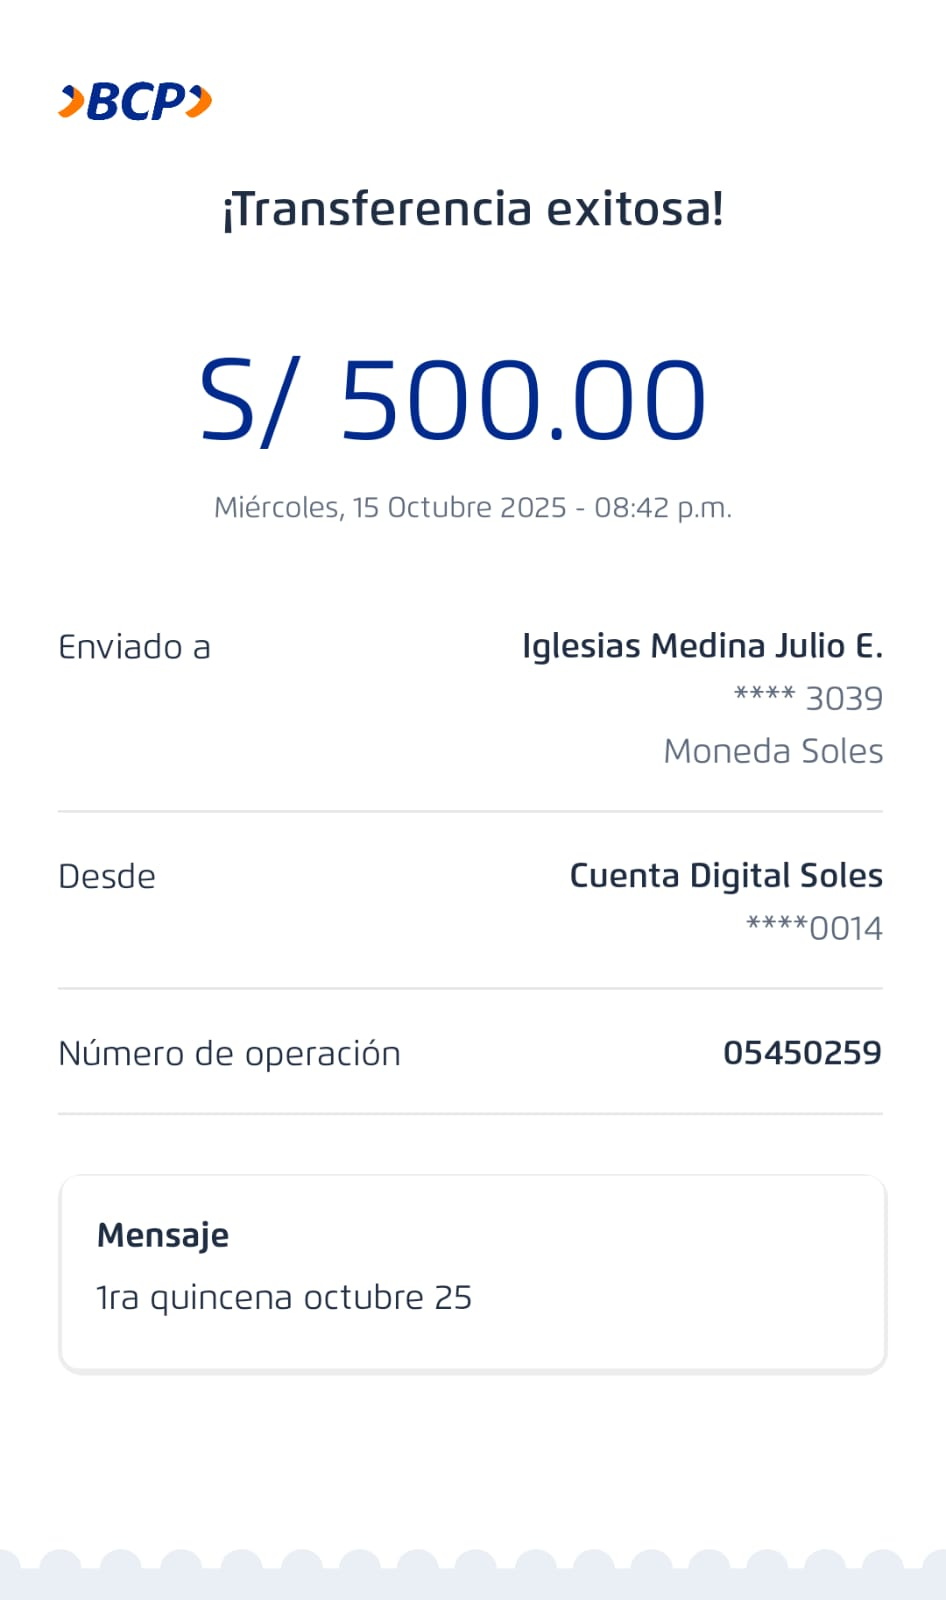 BCP
¡Transferencia exitosa!
S/ 500.00
Miércoles, 15 Octubre 2025 - 08:42 p.m.
Enviado a
Iglesias Medina Julio E.
**** 3039
Moneda Soles
Desde
Cuenta Digital Soles
****0014
Número de operación
05450259
Mensaje
1ra quincena octubre 25